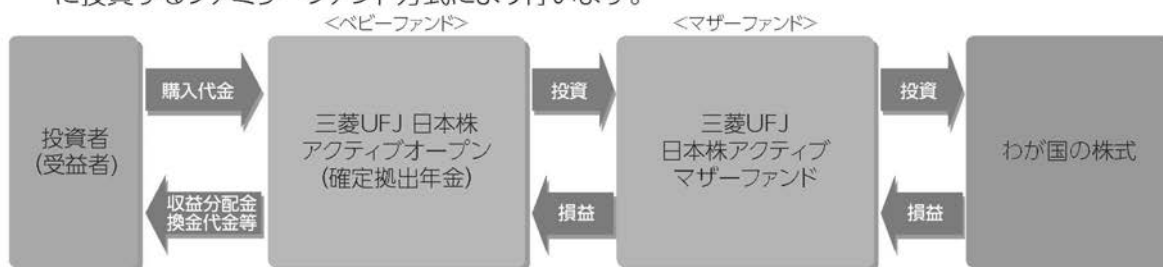 に投資するファミリーファンド方式により行います。
<ベビーファンド>
<マザーファンド>
投資者
(受益者)
購入代金
収益分配金
換金代金等
三菱UFJ 日本株
アクティブオープン
(確定拠出年金)
投資
損益
三菱UFJ
日本株アクティブ
マザーファンド
投資
損益
わが国の株式